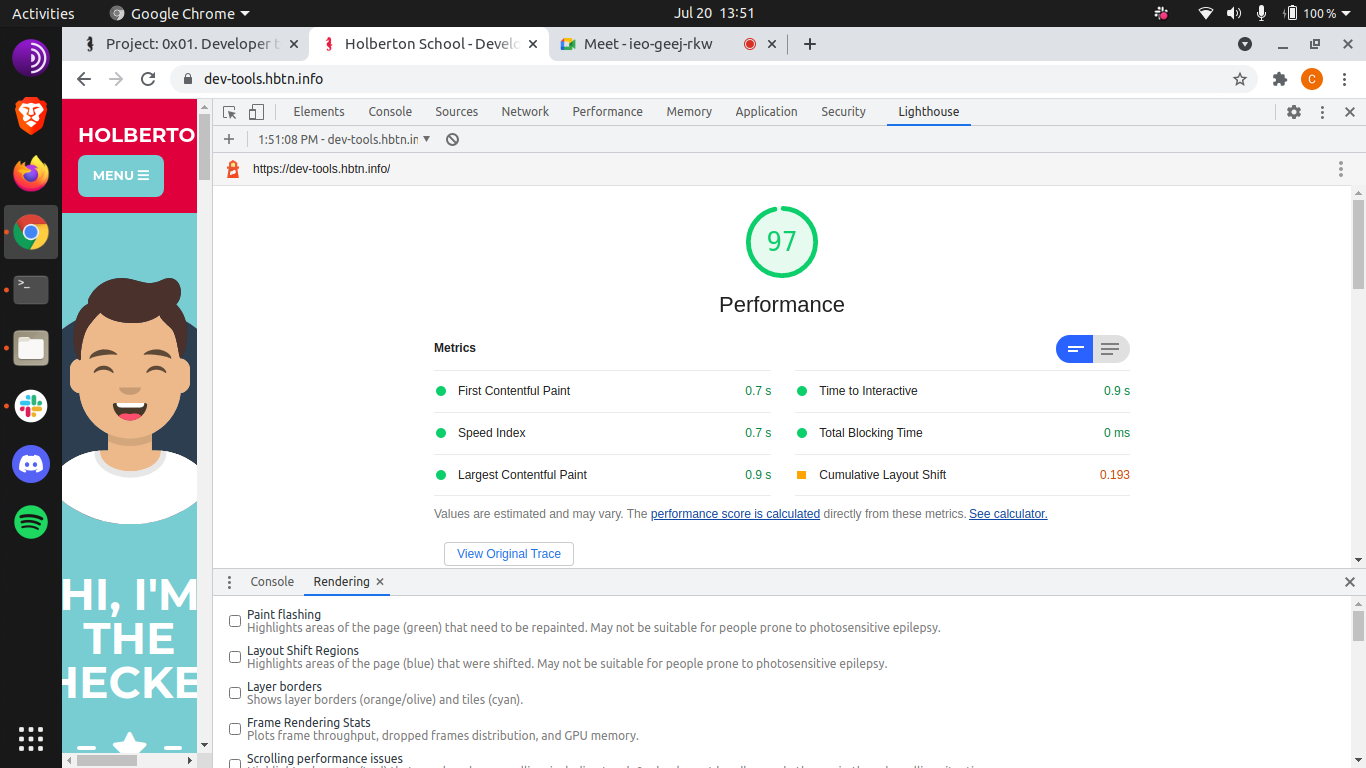 Activities
Google Chrome
Jul 20 13:51
100 %
Project: 0x01. Developer t
Holberton School - Develo
Meet - ieo-geej-rkw
dev-tools.hbtn.info
C
HOLBERTO
MENU
HI, I'M
THE
HECKE
Elements
Console
Sources
Network
Performance
Memory
Application
Security
Lighthouse
1:51:08 PM - dev-tools.hbtn.in
https://dev-tools.hbtn.info/
97
Performance
Metrics
First Contentful Paint 0.7 s
Time to Interactive 0.9 s
Speed Index 0.7 s
Total Blocking Time 0 ms
Largest Contentful Paint 0.9 s
Cumulative Layout Shift 0.193
Values are estimated and may vary. The performance score is calculated directly from these metrics. See calculator.
View Original Trace
Console
Rendering
Paint flashing
Highlights areas of the page (green) that need to be repainted. May not be suitable for people prone to photosensitive epilepsy.
Layout Shift Regions
Highlights areas of the page (blue) that were shifted. May not be suitable for people prone to photosensitive epilepsy.
Layer borders
Shows layer borders (orange/olive) and tiles (cyan).
Frame Rendering Stats
Plots frame throughput, dropped frames distribution, and GPU memory.
Scrolling performance issues